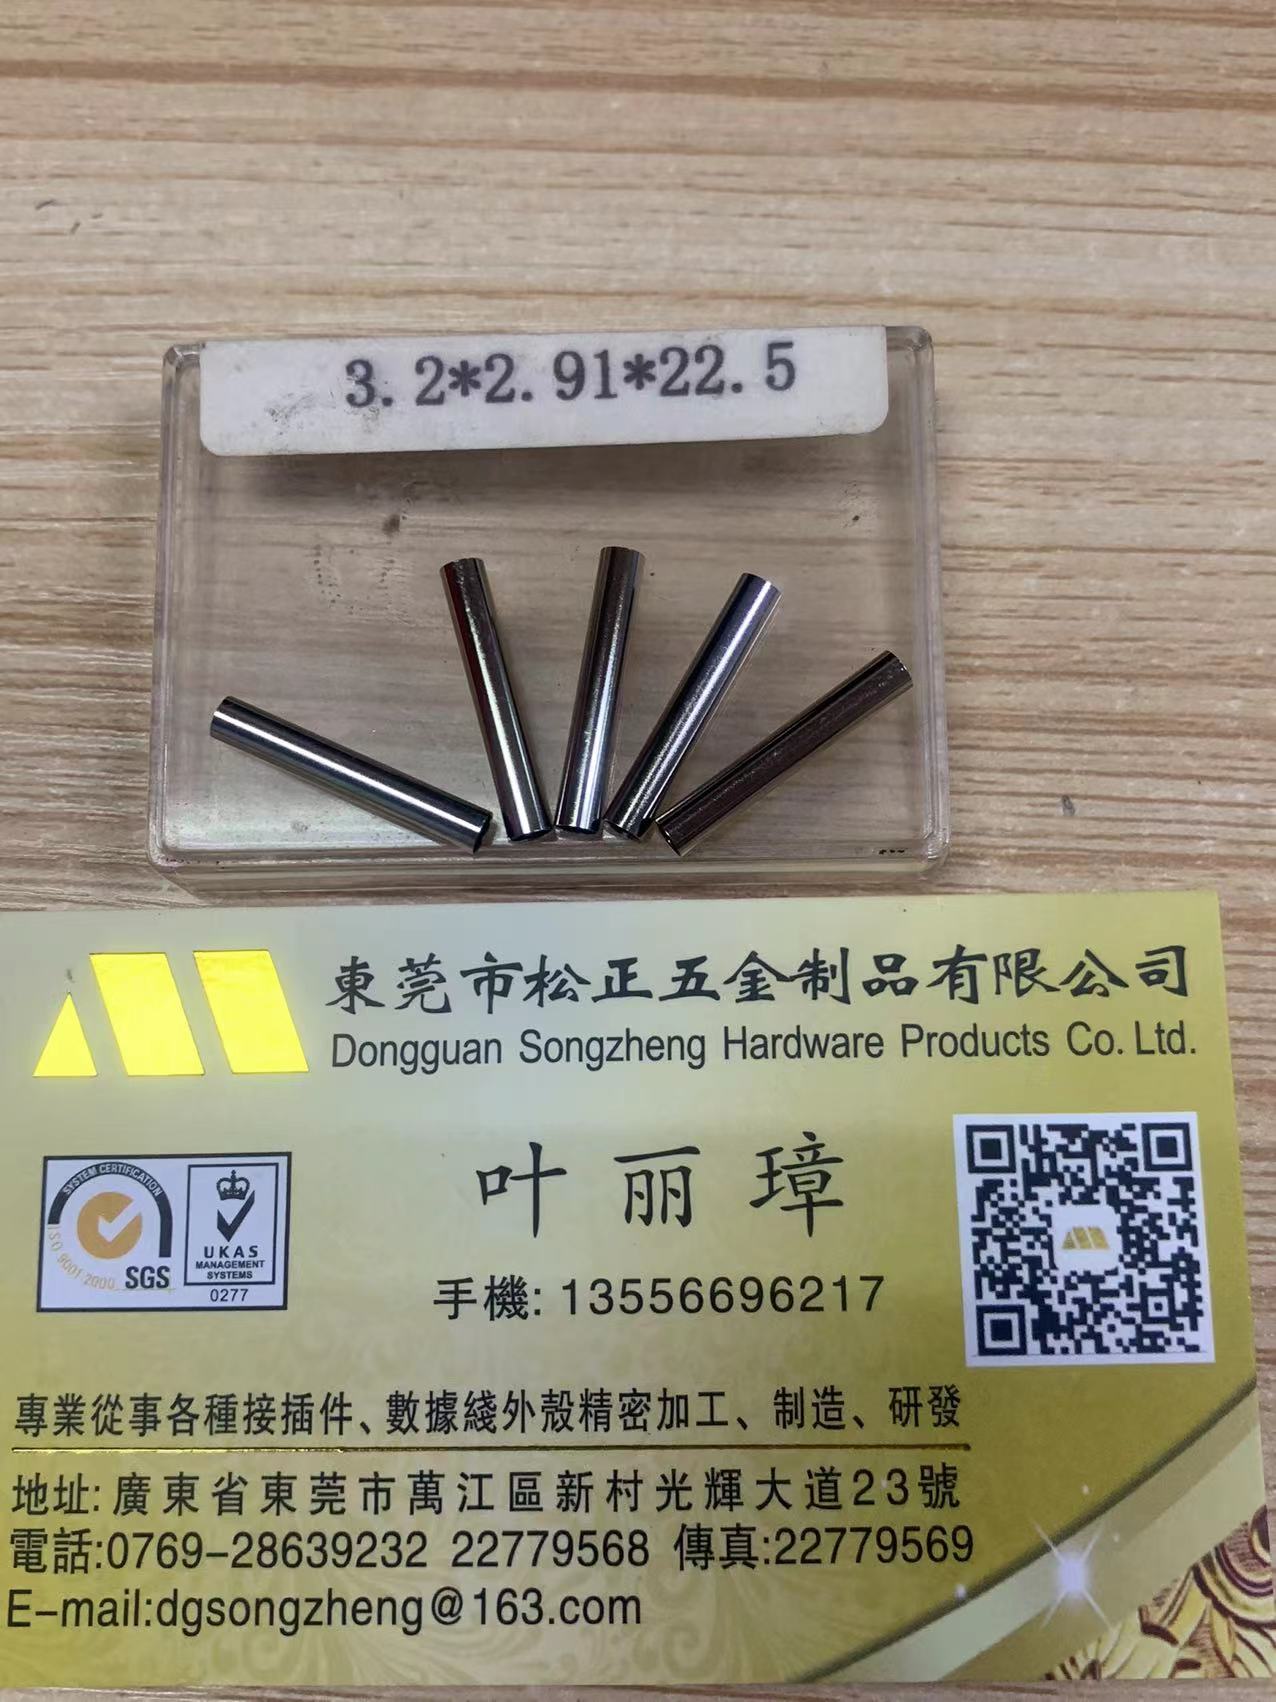 3.2*2.91*22.5
東莞市松正五金制品有限公司
Dongguan Songzheng Hardware Products Co. Ltd.
叶丽璋
手機: 13556696217
SYSTEM CERTIFICATION
ISO 9001 2000
SGS
UKAS
MANAGEMENT
SYSTEMS
0277
專業從事各種接插件、數據綫外殼精密加工、制造、研發
地址: 廣東省東莞市萬江區新村光輝大道23號
電話:0769-28639232 22779568 傳真:22779569
E-mail:dgsongzheng@163.com